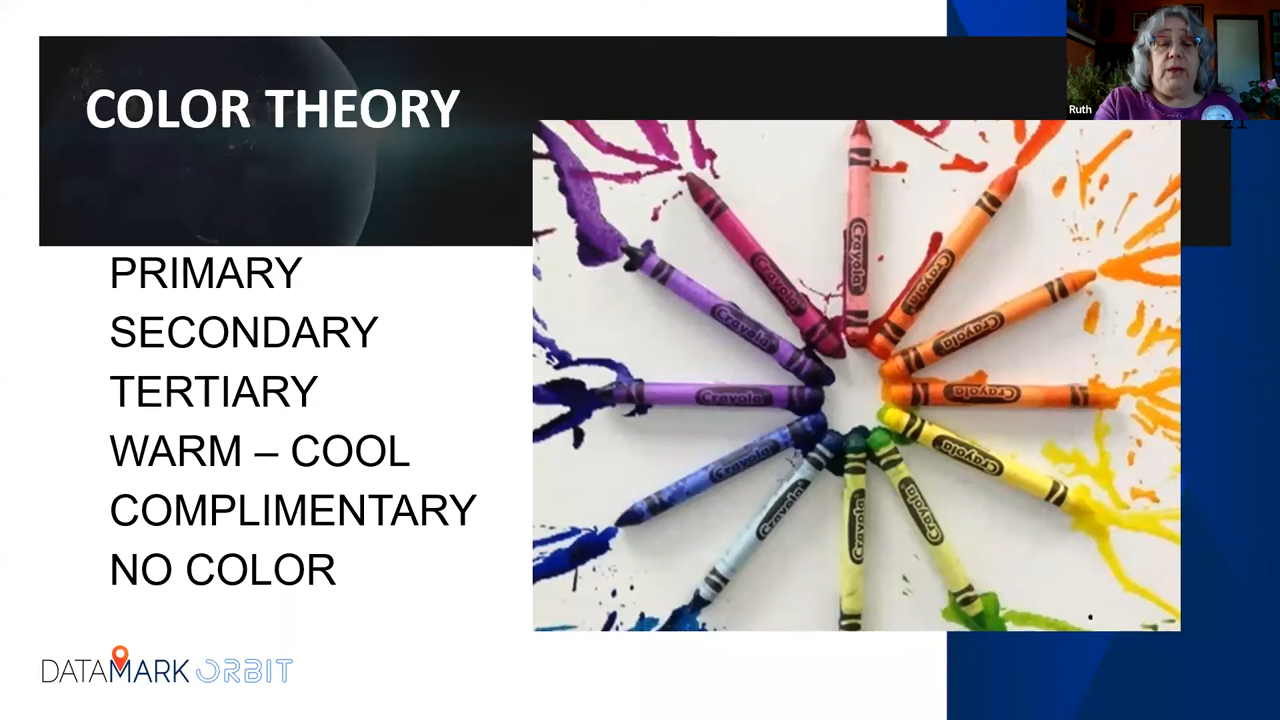 COLOR THEORY
Ruth
21
PRIMARY
SECONDARY
TERTIARY
WARM – COOL
COMPLIMENTARY
NO COLOR
Crayola
Crayola
Crayola
Crayola
Crayola
Crayola
Crayola
Crayola
Crayola
Crayola
Crayola
Crayola
DATAMARK ORBIT